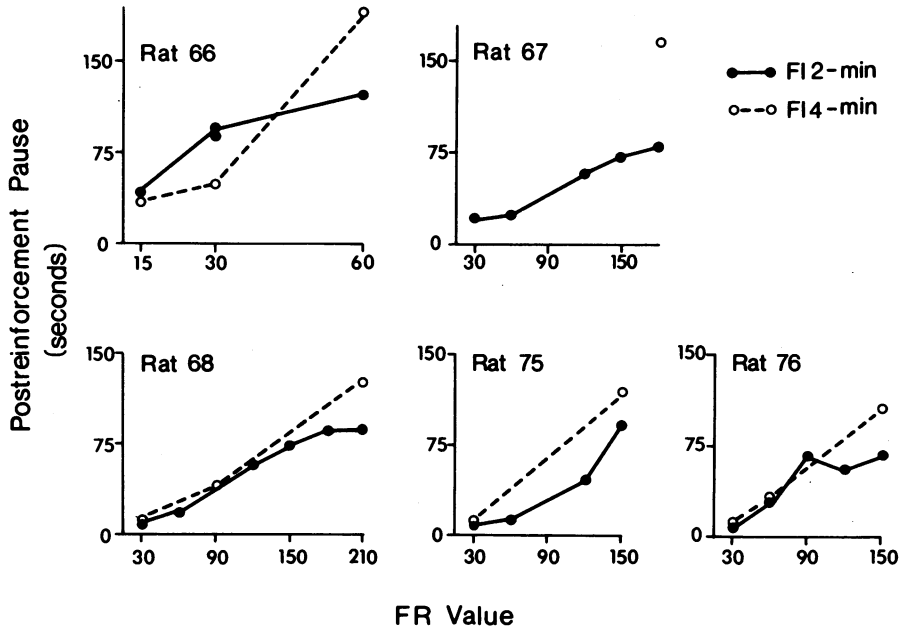 Rat 66
Rat 67
FI 2-min
FI 4-min
150
75
0
15 30 60
150
75
0
30 90 150
Postreinforcement Pause
(seconds)
Rat 68
Rat 75
Rat 76
150
75
0
30 90 150 210
150
75
0
30 60 90 150
150
75
0
30 60 90 150
FR Value